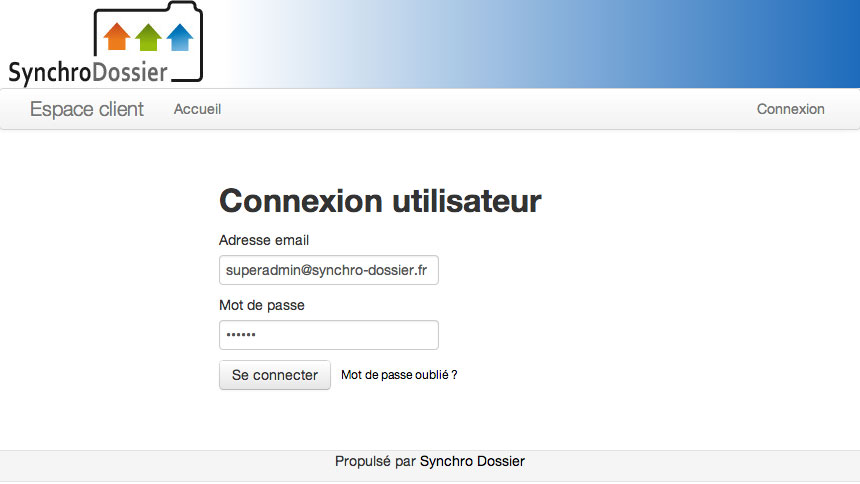 SynchroDossier
Espace client Accueil Connexion
Connexion utilisateur
Adresse email
superadmin@synchro-dossier.fr
Mot de passe
••••••
Se connecter Mot de passe oublié ?
Propulsé par Synchro Dossier